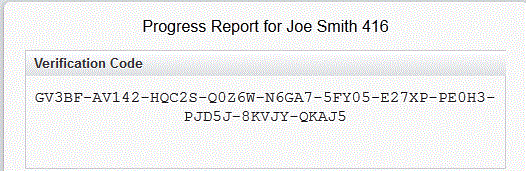 Progress Report for Joe Smith 416
Verification Code
GV3BF-AV142-HQC2S-Q0Z6W-N6GA7-5FY05-E27XP-PE0H3-
PJD5J-8KVJY-QKAJ5